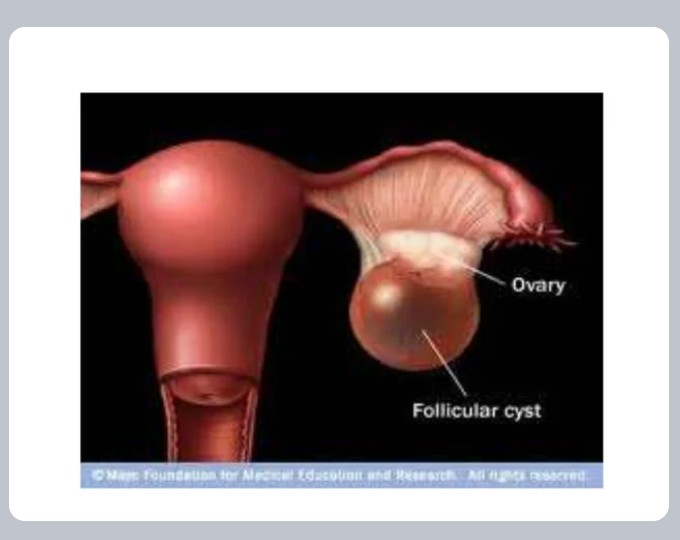 Ovary
Follicular cyst
© Mayo Foundation for Medical Education and Research. All rights reserved.